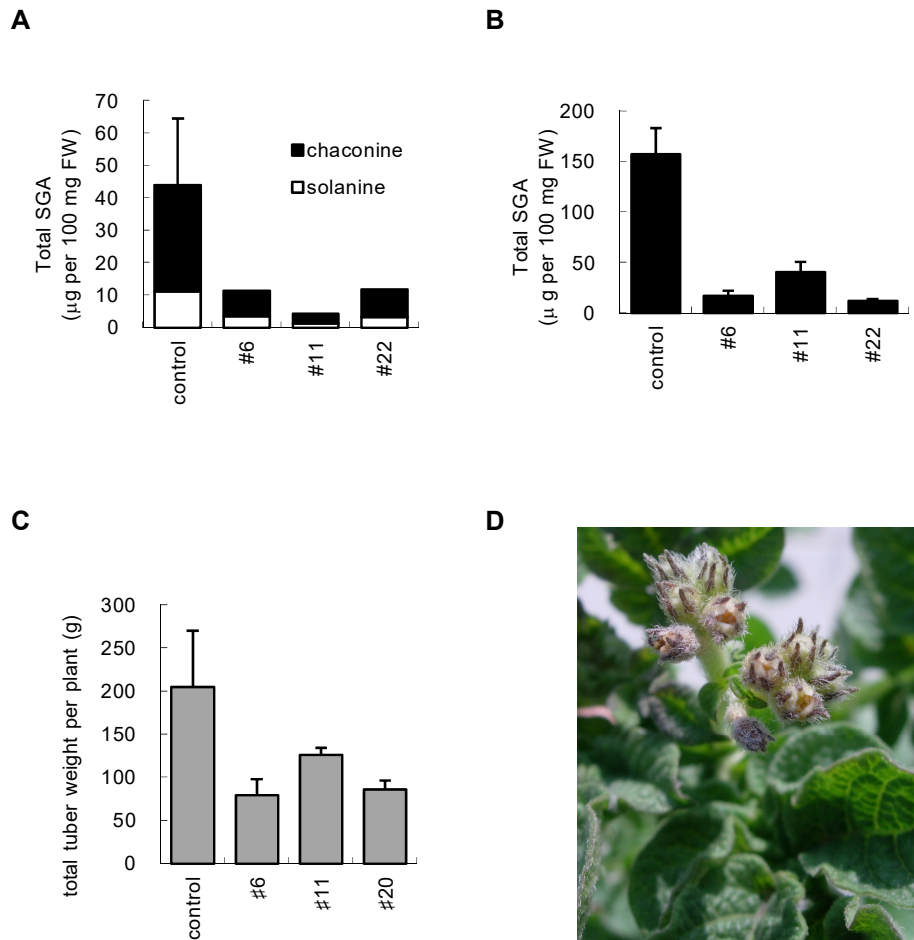 A
B
70
60
50
40
30
20
10
0
Total SGA
(μg per 100 mg FW)
chaconine
solanine
control
#6
#11
#22
200
150
100
50
0
Total SGA
(μ g per 100 mg FW)
control
#6
#11
#22
C
D
300
250
200
150
100
50
0
total tuber weight per plant (g)
control
#6
#11
#20